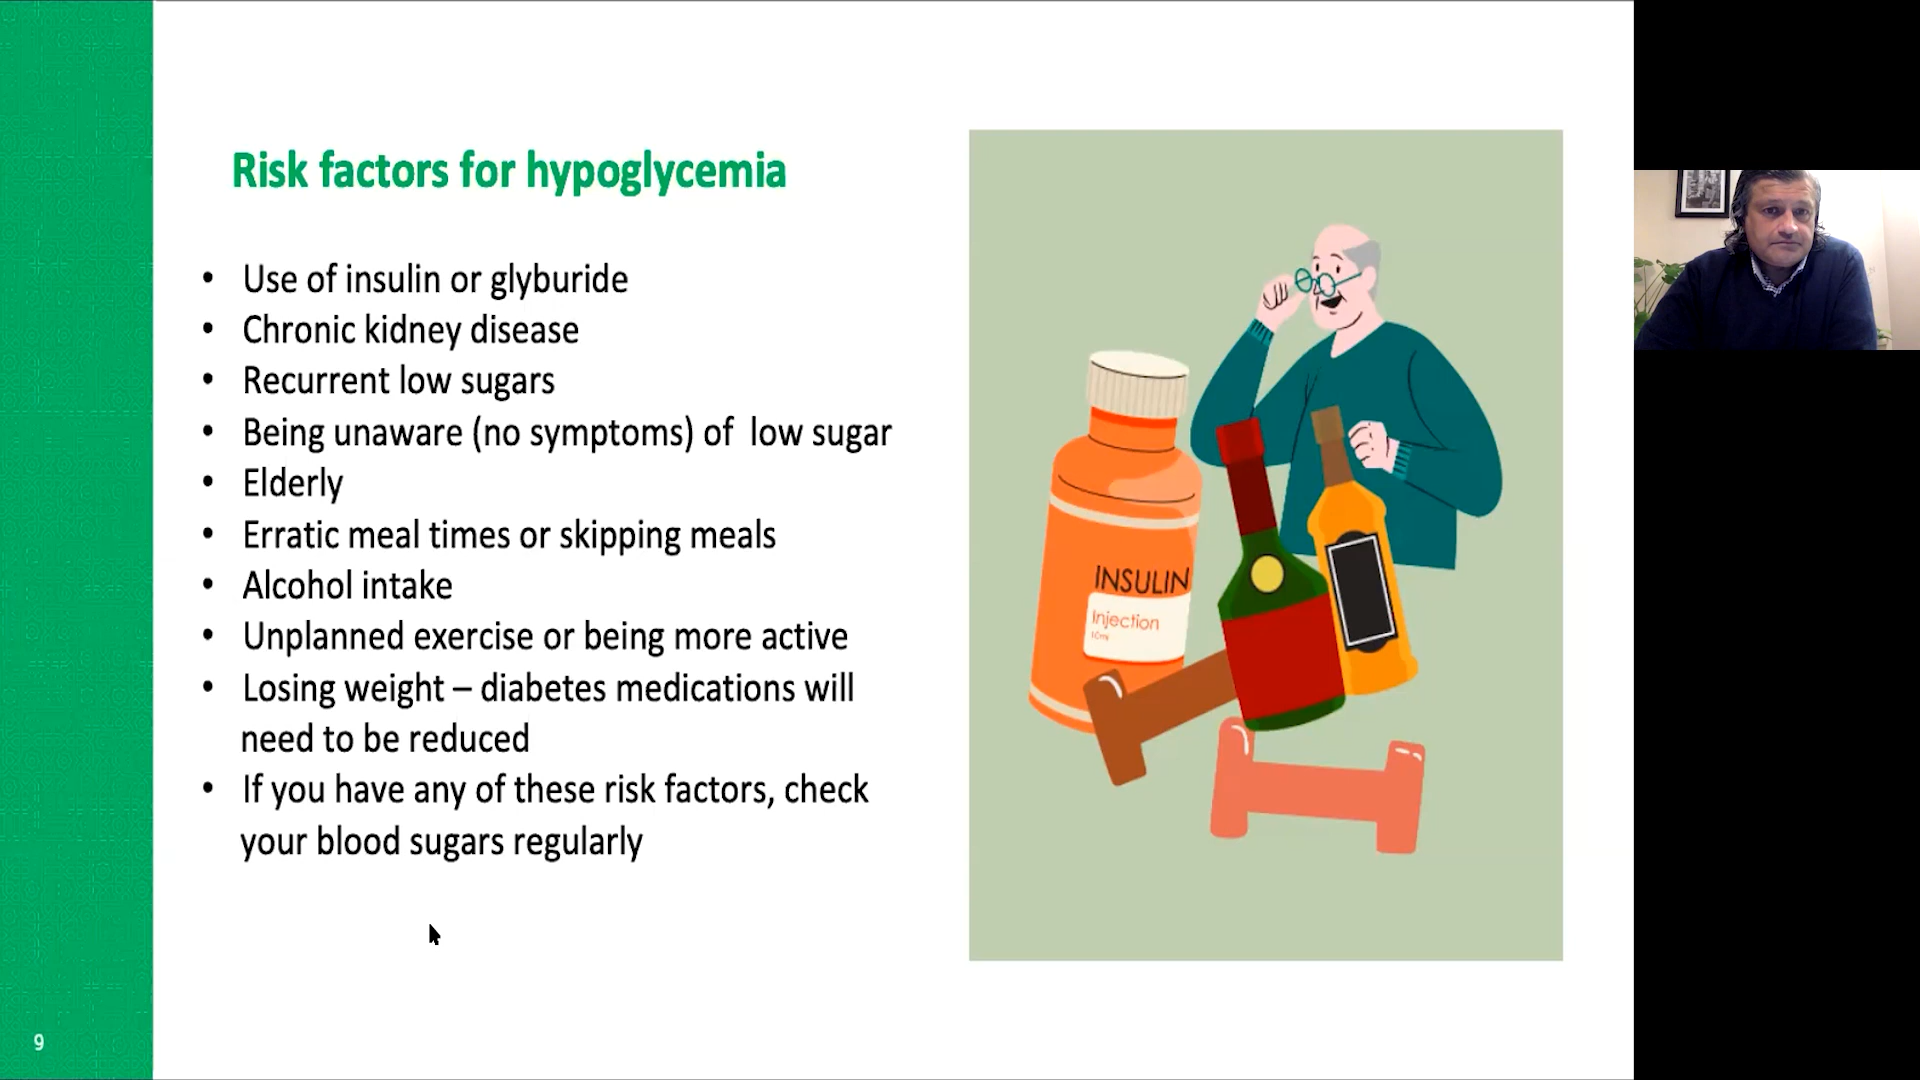 Risk factors for hypoglycemia
• Use of insulin or glyburide
• Chronic kidney disease
• Recurrent low sugars
• Being unaware (no symptoms) of low sugar
• Elderly
• Erratic meal times or skipping meals
• Alcohol intake
• Unplanned exercise or being more active
• Losing weight – diabetes medications will
need to be reduced
• If you have any of these risk factors, check
your blood sugars regularly
INSULIN
Injection
10ml
9